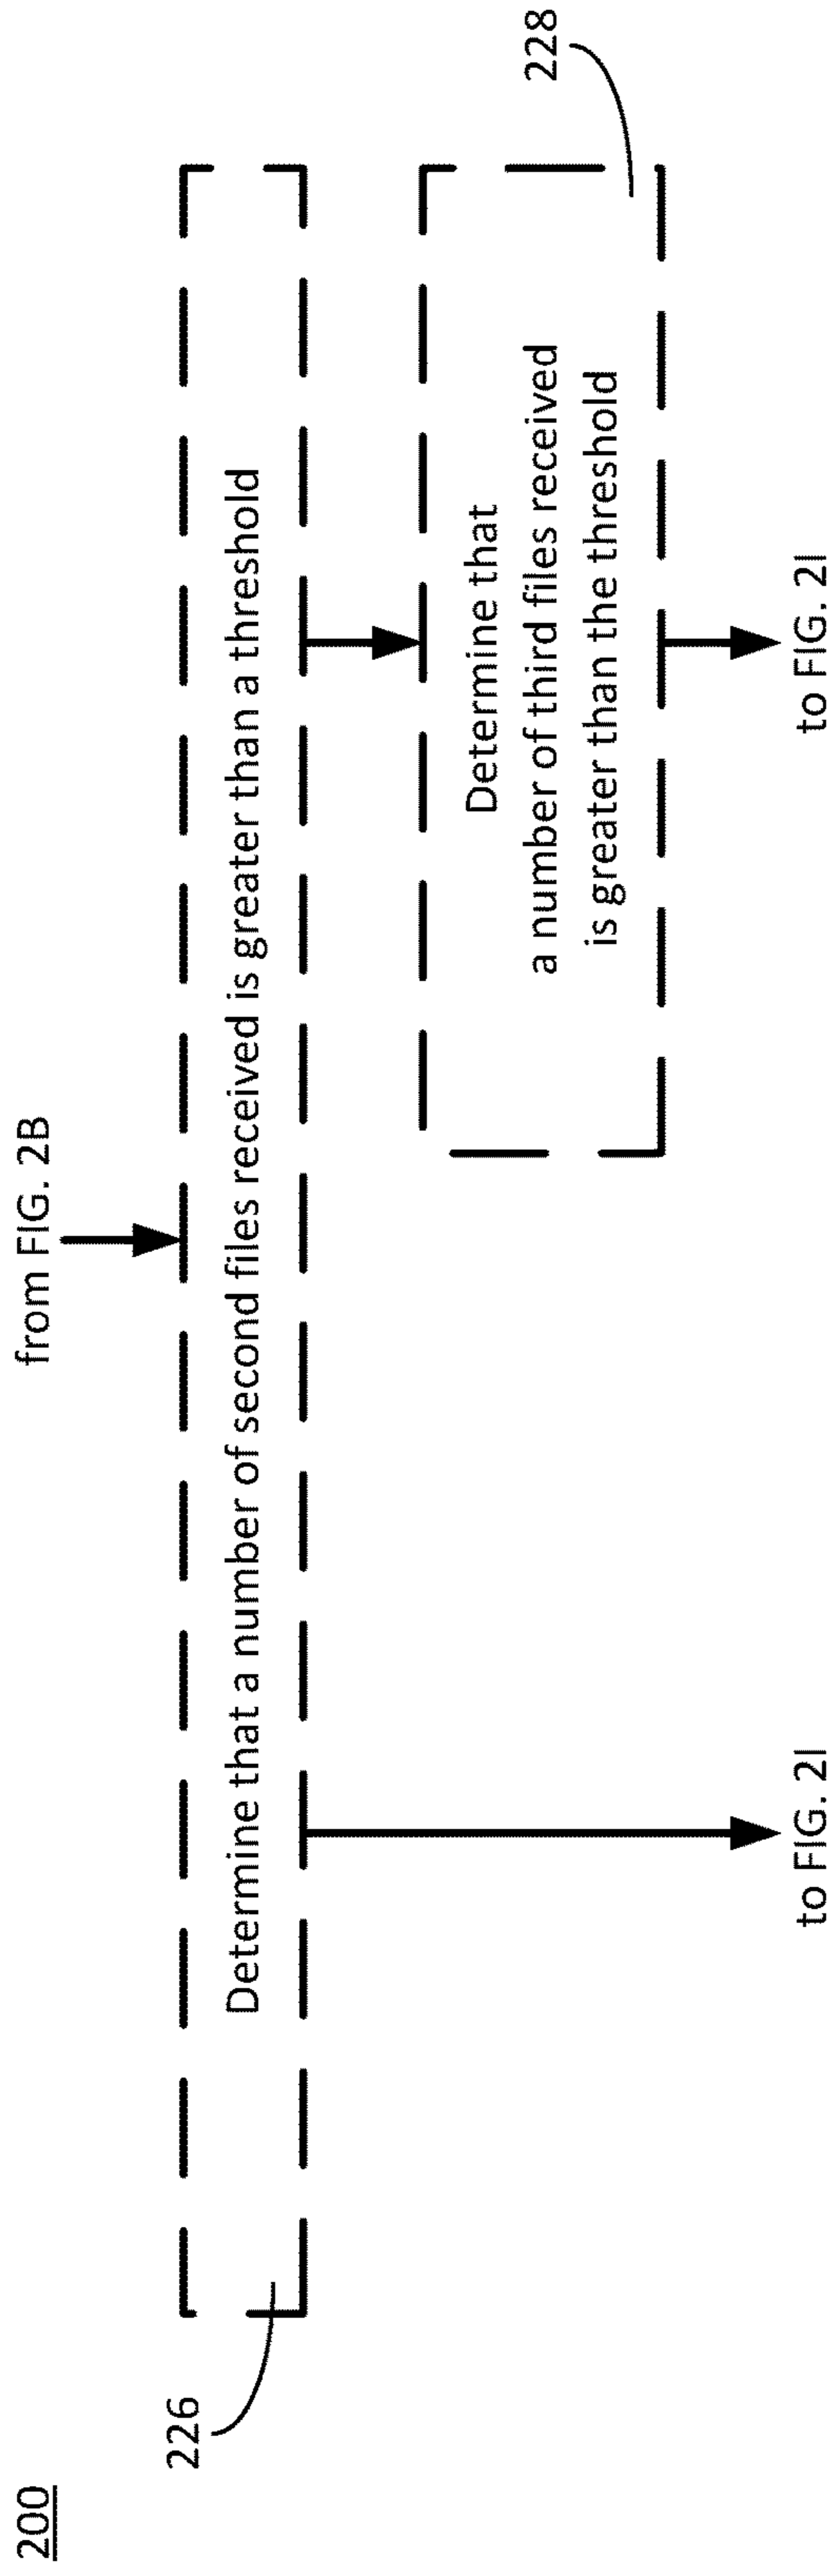 200
from FIG. 2B
226
Determine that a number of second files received is greater than a threshold
Determine that
a number of third files received
is greater than the threshold
228
to FIG. 2I
to FIG. 2I